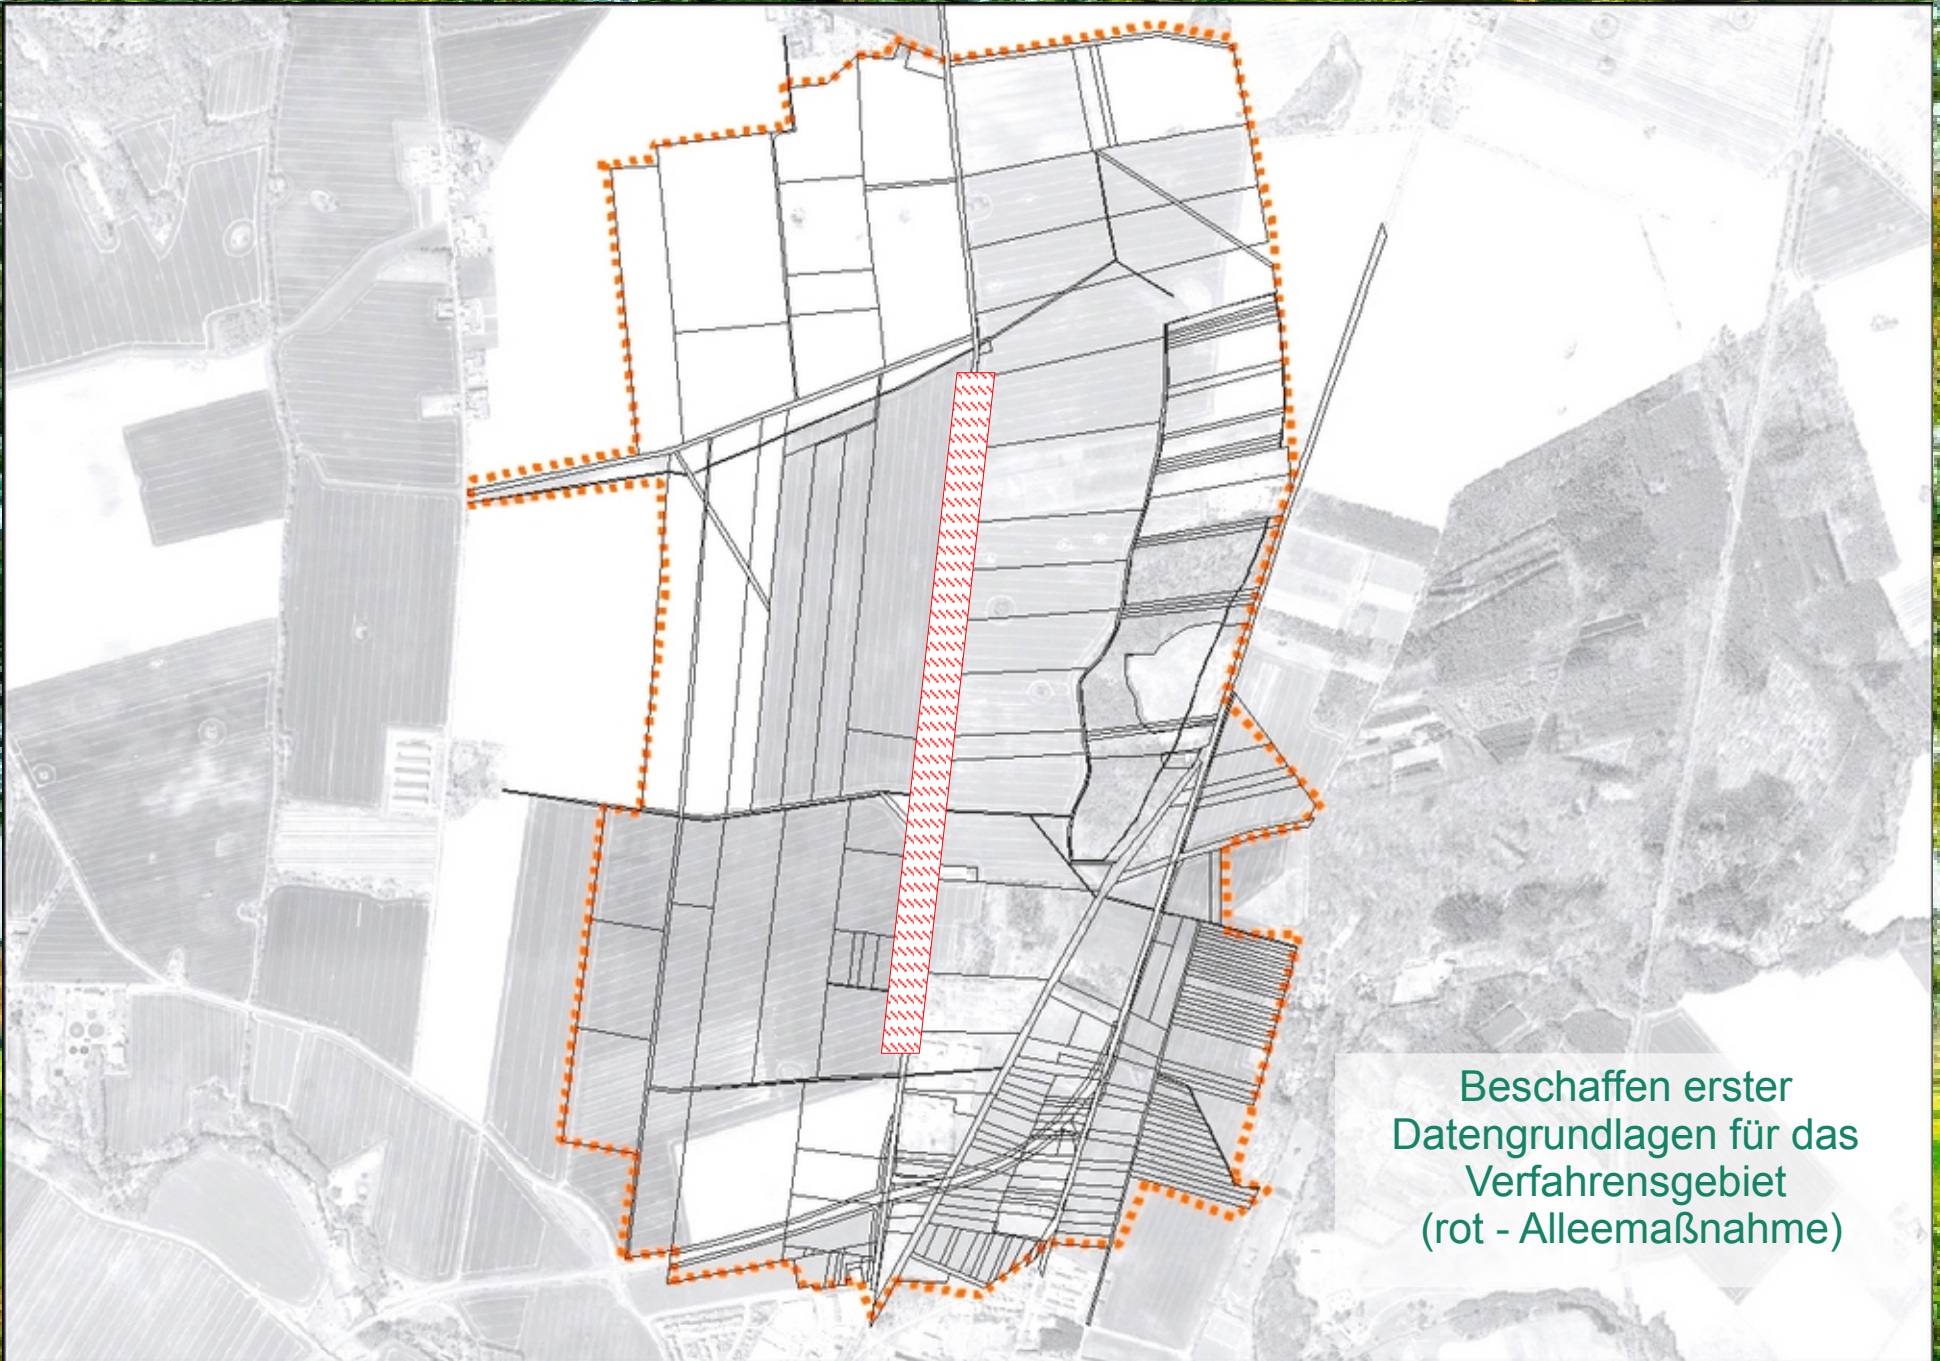 Beschaffen erster
Datengrundlagen für das
Verfahrensgebiet
(rot - Alleemaßnahme)